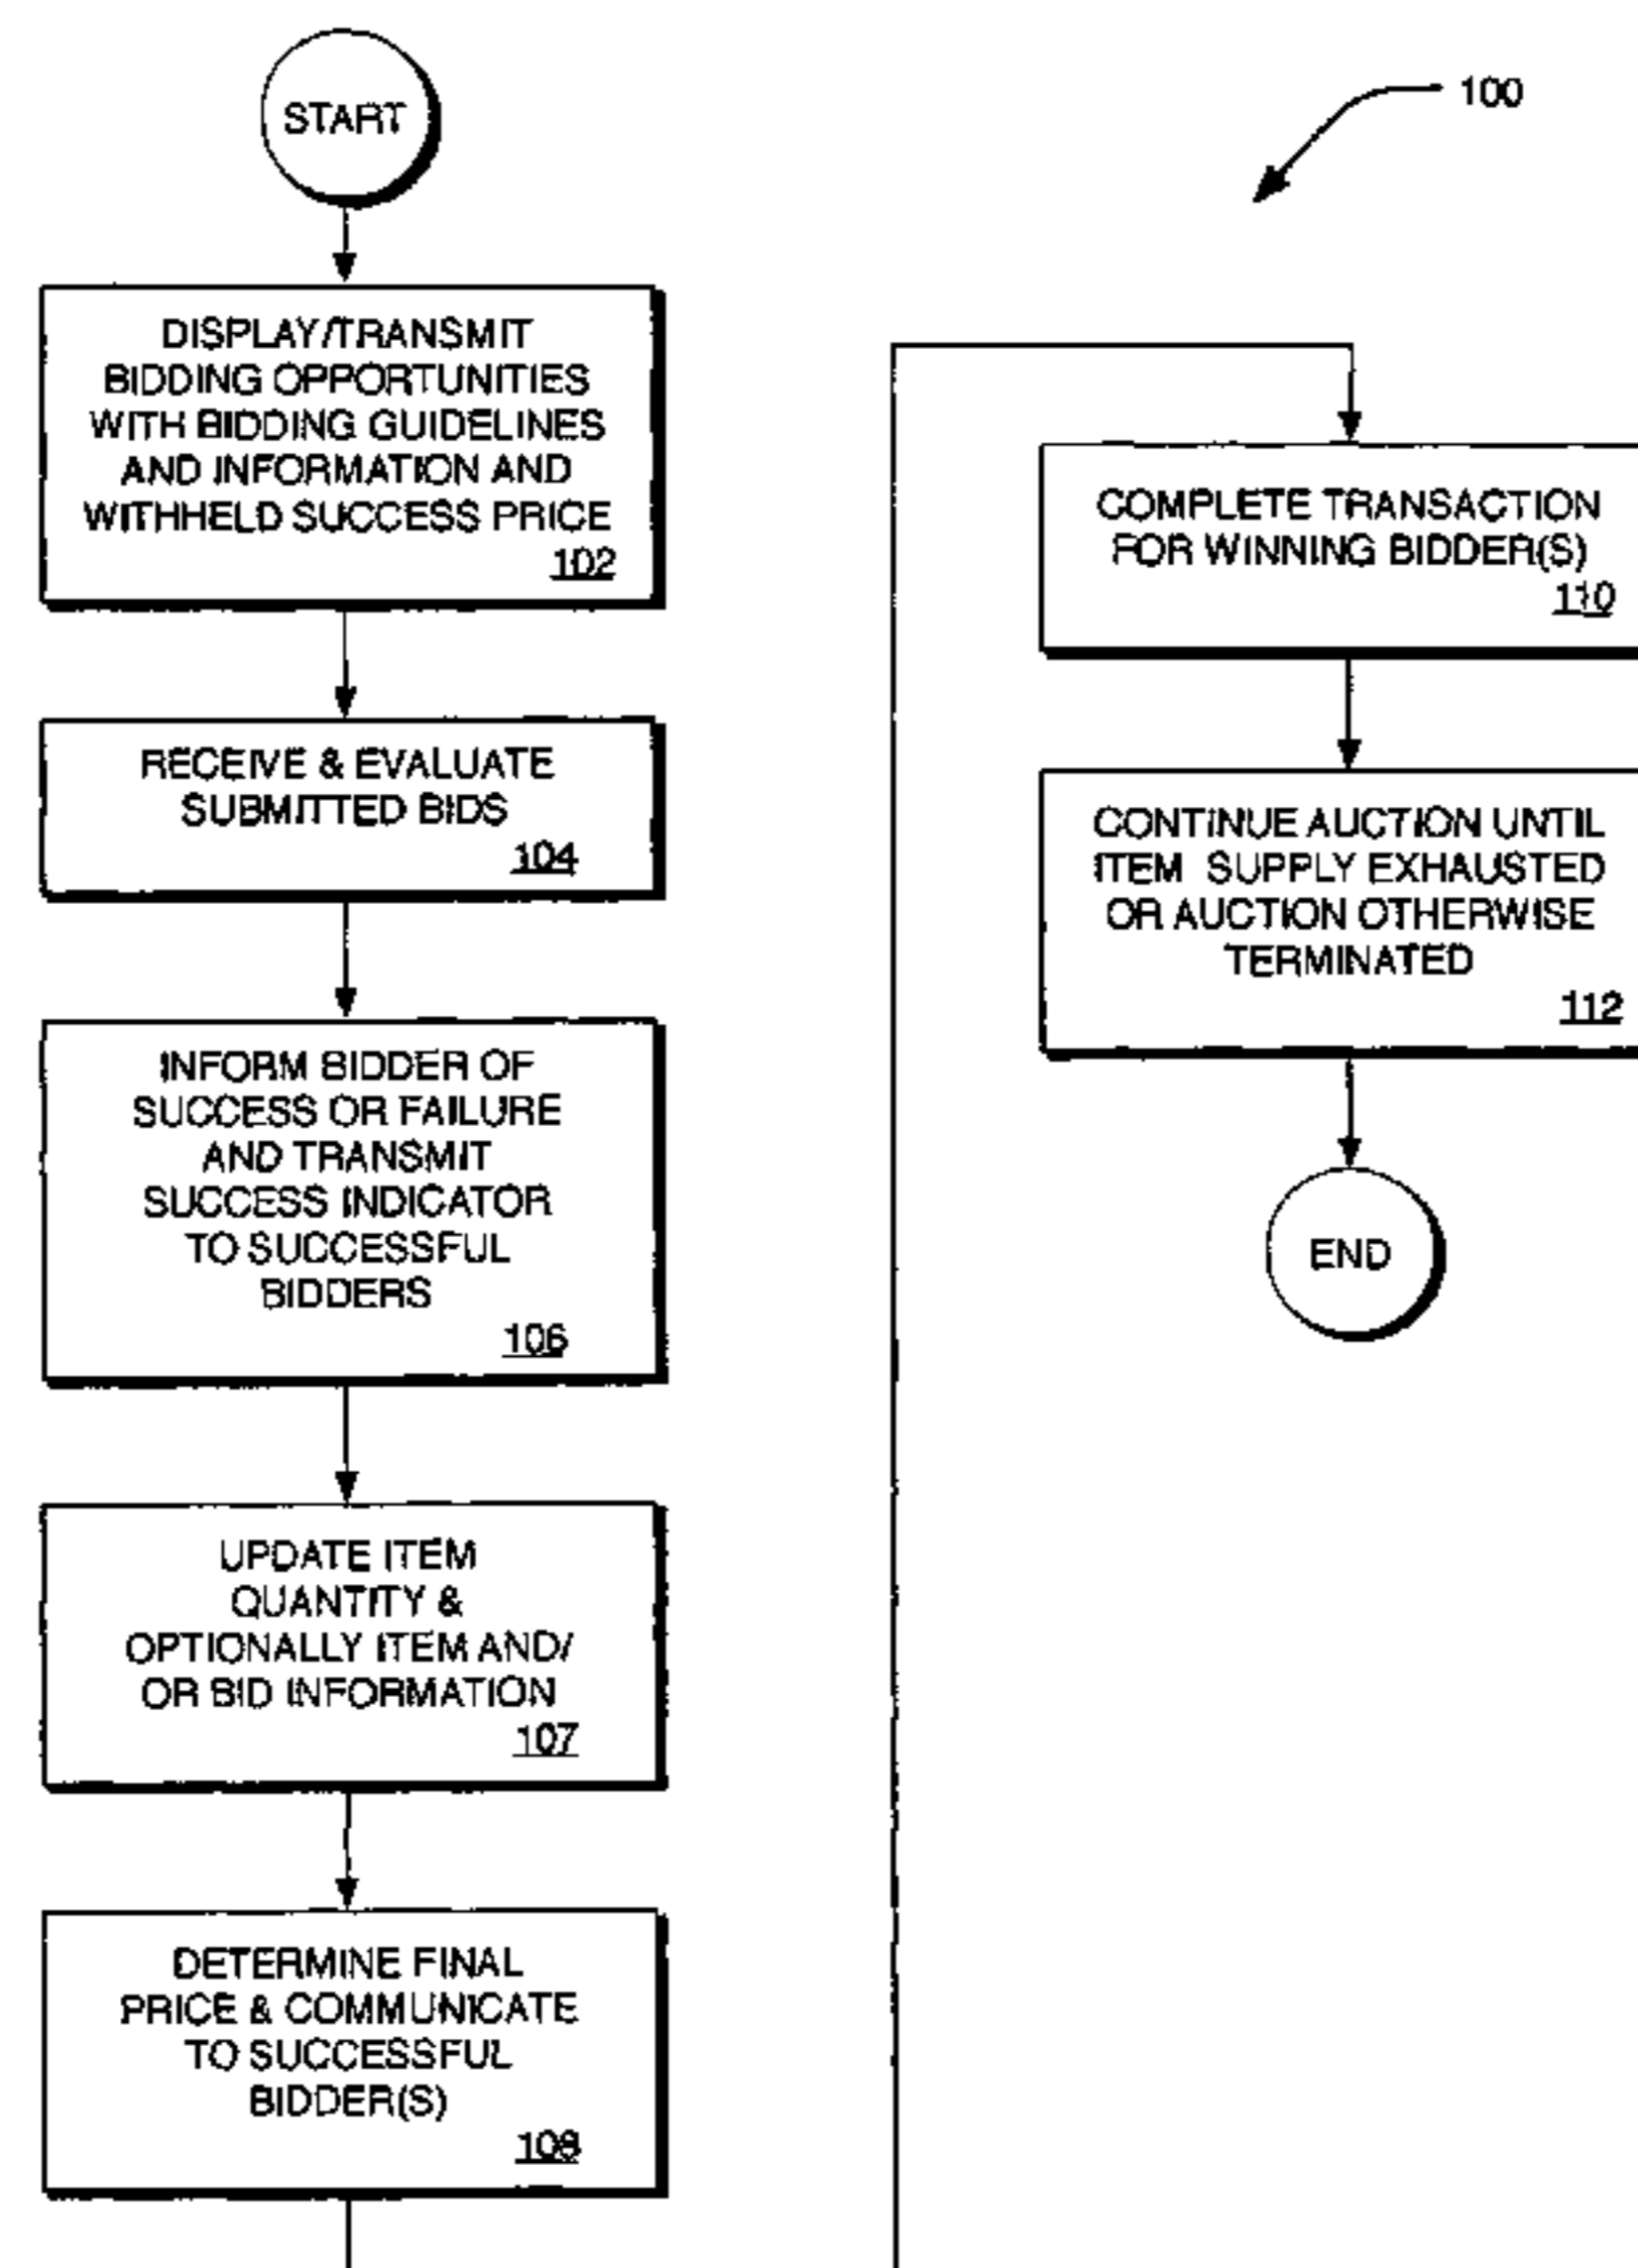 START
100
DISPLAY/TRANSMIT
BIDDING OPPORTUNITIES
WITH BIDDING GUIDELINES
AND INFORMATION AND
WITHHELD SUCCESS PRICE
102
RECEIVE & EVALUATE
SUBMITTED BIDS
104
INFORM BIDDER OF
SUCCESS OR FAILURE
AND TRANSMIT
SUCCESS INDICATOR
TO SUCCESSFUL
BIDDERS
106
UPDATE ITEM
QUANTITY &
OPTIONALLY ITEM AND/
OR BID INFORMATION
107
DETERMINE FINAL
PRICE & COMMUNICATE
TO SUCCESSFUL
BIDDER(S)
108
COMPLETE TRANSACTION
FOR WINNING BIDDER(S)
110
CONTINUE AUCTION UNTIL
ITEM SUPPLY EXHAUSTED
OR AUCTION OTHERWISE
TERMINATED
112
END